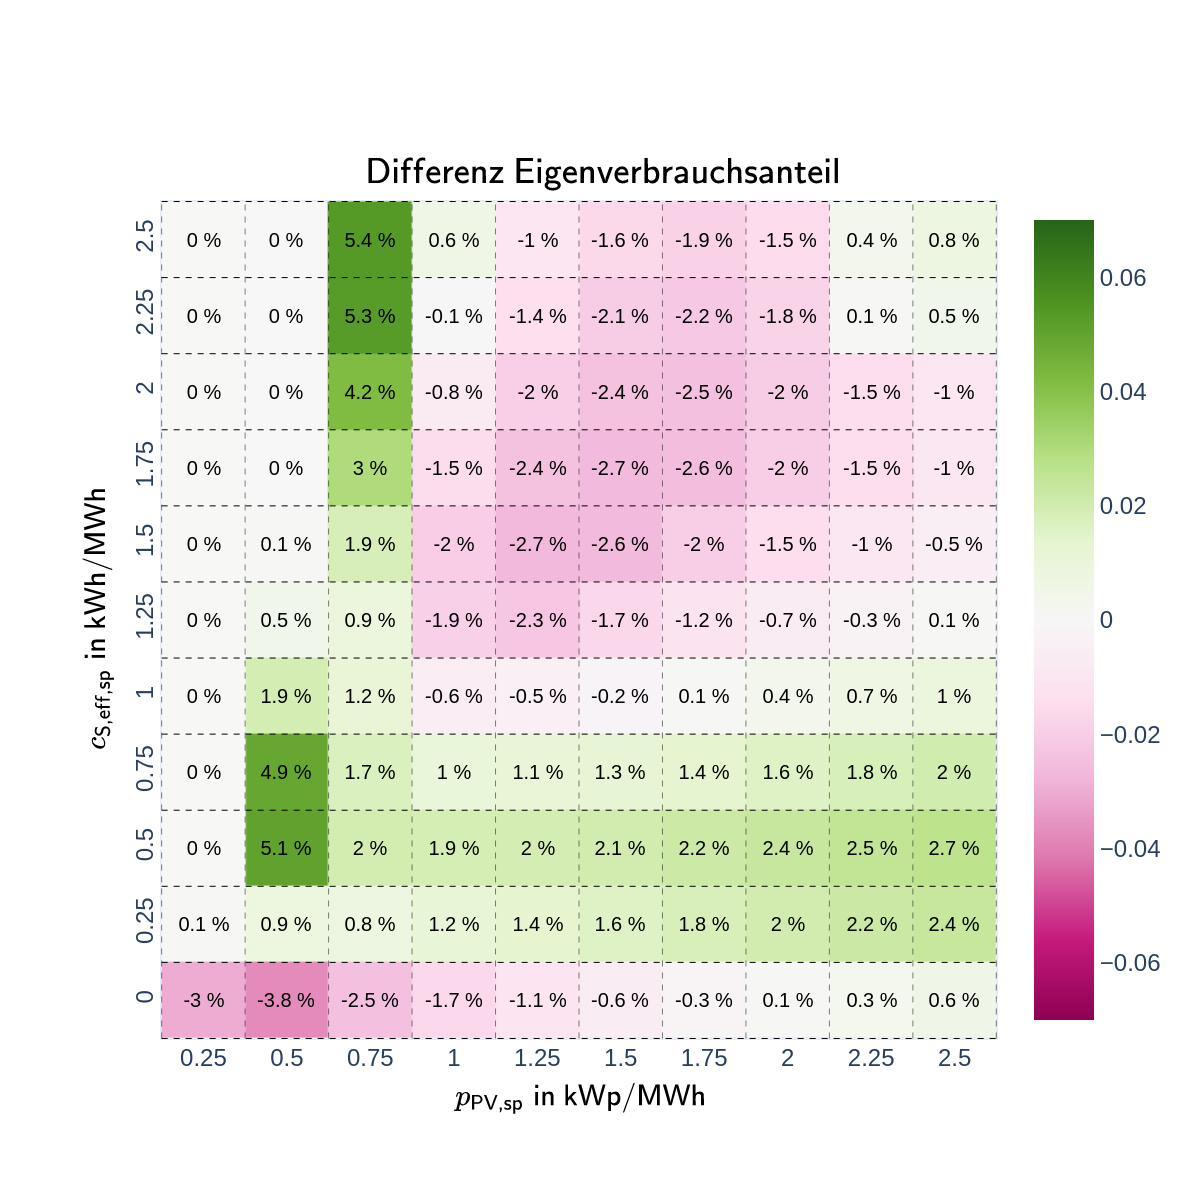 Differenz Eigenverbrauchsanteil
2.5 0 % 0 % 5.4 % 0.6 % -1 % -1.6 % -1.9 % -1.5 % 0.4 % 0.8 %
2.25 0 % 0 % 5.3 % -0.1 % -1.4 % -2.1 % -2.2 % -1.8 % 0.1 % 0.5 %
2 0 % 0 % 4.2 % -0.8 % -2 % -2.4 % -2.5 % -2 % -1.5 % -1 %
1.75 0 % 0 % 3 % -1.5 % -2.4 % -2.7 % -2.6 % -2 % -1.5 % -1 %
1.5 0 % 0.1 % 1.9 % -2 % -2.7 % -2.6 % -2 % -1.5 % -1 % -0.5 %
1.25 0 % 0.5 % 0.9 % -1.9 % -2.3 % -1.7 % -1.2 % -0.7 % -0.3 % 0.1 %
1 0 % 1.9 % 1.2 % -0.6 % -0.5 % -0.2 % 0.1 % 0.4 % 0.7 % 1 %
0.75 0 % 4.9 % 1.7 % 1 % 1.1 % 1.3 % 1.4 % 1.6 % 1.8 % 2 %
0.5 0 % 5.1 % 2 % 1.9 % 2 % 2.1 % 2.2 % 2.4 % 2.5 % 2.7 %
0.25 0.1 % 0.9 % 0.8 % 1.2 % 1.4 % 1.6 % 1.8 % 2 % 2.2 % 2.4 %
0 -3 % -3.8 % -2.5 % -1.7 % -1.1 % -0.6 % -0.3 % 0.1 % 0.3 % 0.6 %
0.25 0.5 0.75 1 1.25 1.5 1.75 2 2.25 2.5
p PV,sp in kWp/MWh
c S,eff,sp in kWh/MWh
0.06
0.04
0.02
0
−0.02
−0.04
−0.06